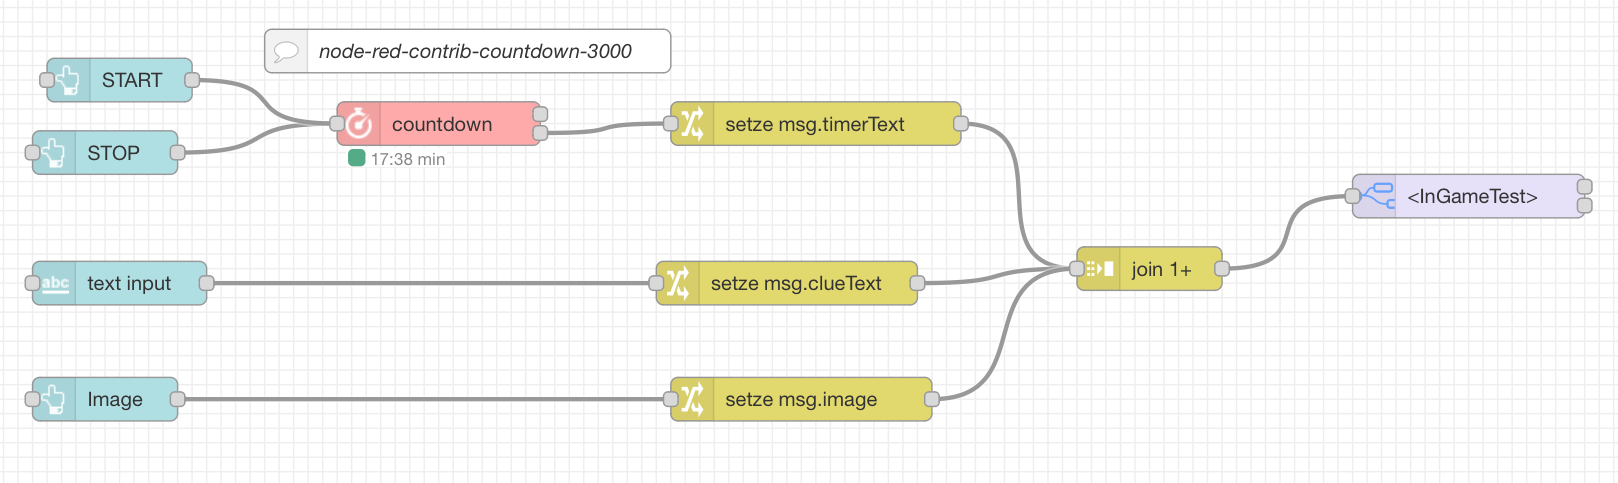 node-red-contrib-countdown-3000
START
countdown
setze msg.timerText
STOP
17:38 min
<InGameTest>
abc
text input
setze msg.clueText
join 1+
Image
setze msg.image